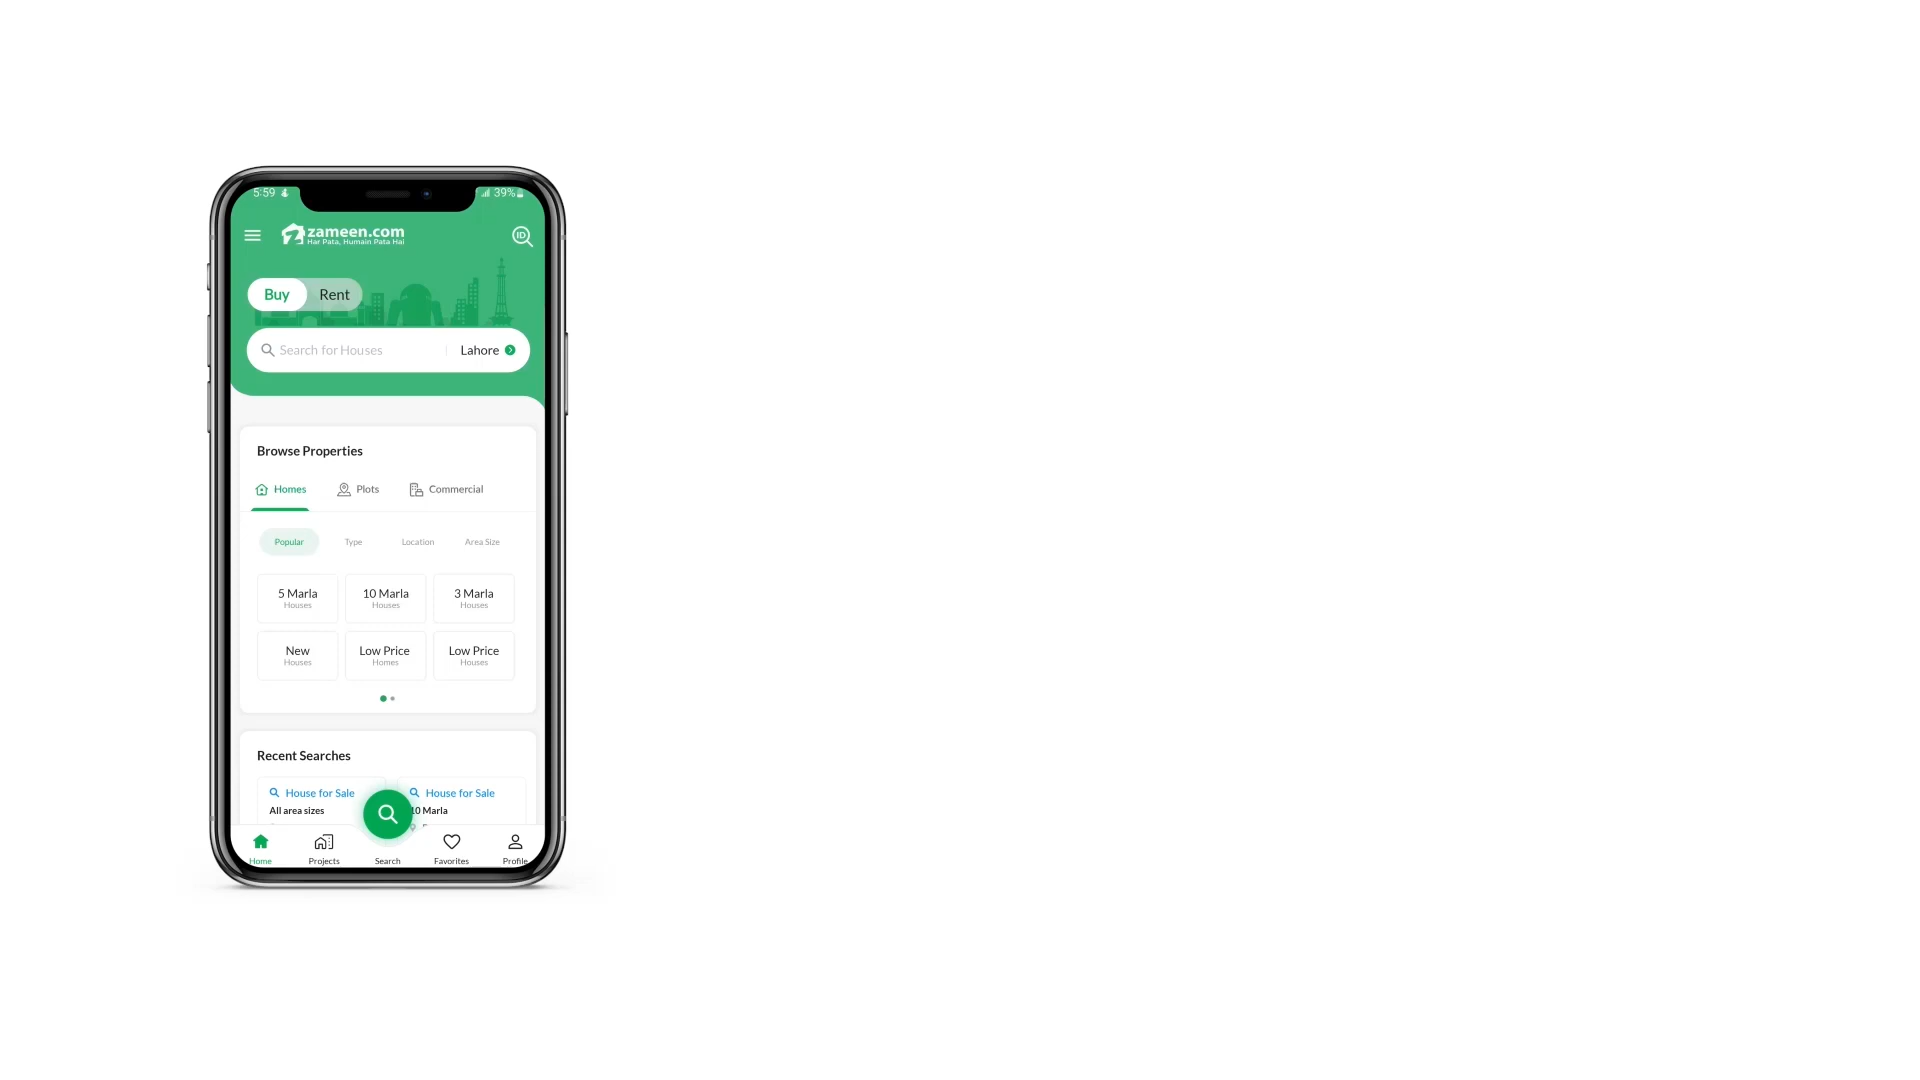 5:59
39%
zameen.com
Har Pata, Humain Pata Hai
ID
Buy Rent
Search for Houses Lahore
Browse Properties
Homes Plots Commercial
Popular Type Location Area Size
5 Marla 10 Marla 3 Marla
Houses Houses Houses
New Low Price Low Price
Houses Homes Houses
Recent Searches
House for Sale House for Sale
All area sizes 10 Marla
Home Projects Search Favorites Profile